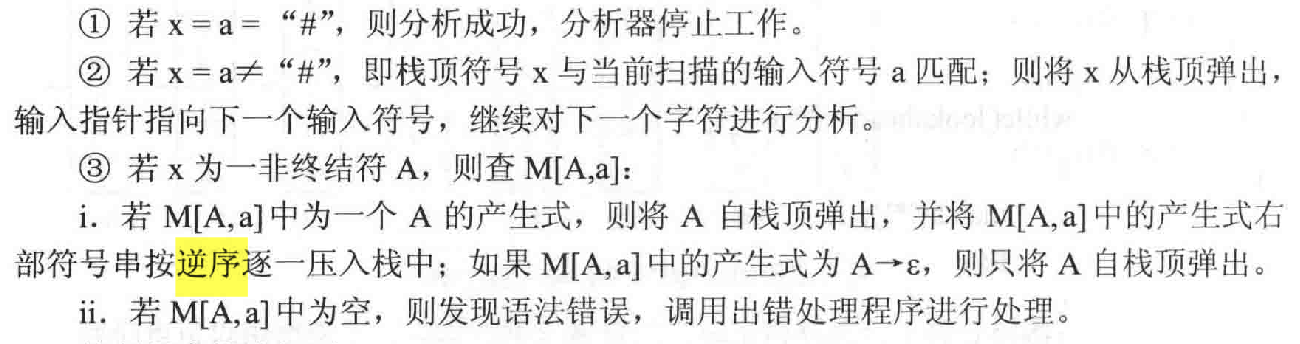 ① 若 x = a = “#”，则分析成功，分析器停止工作。
② 若 x = a≠ “#”，即栈顶符号 x 与当前扫描的输入符号 a 匹配；则将 x 从栈顶弹出，
输入指针指向下一个输入符号，继续对下一个字符进行分析。
③ 若 x 为一非终结符 A，则查 M[A,a]：
i. 若 M[A,a]中为一个 A 的产生式，则将 A 自栈顶弹出，并将 M[A,a]中的产生式右
部符号串按逆序逐一压入栈中；如果 M[A,a]中的产生式为 A→ε，则只将 A 自栈顶弹出。
ii. 若 M[A,a]中为空，则发现语法错误，调用出错处理程序进行处理。